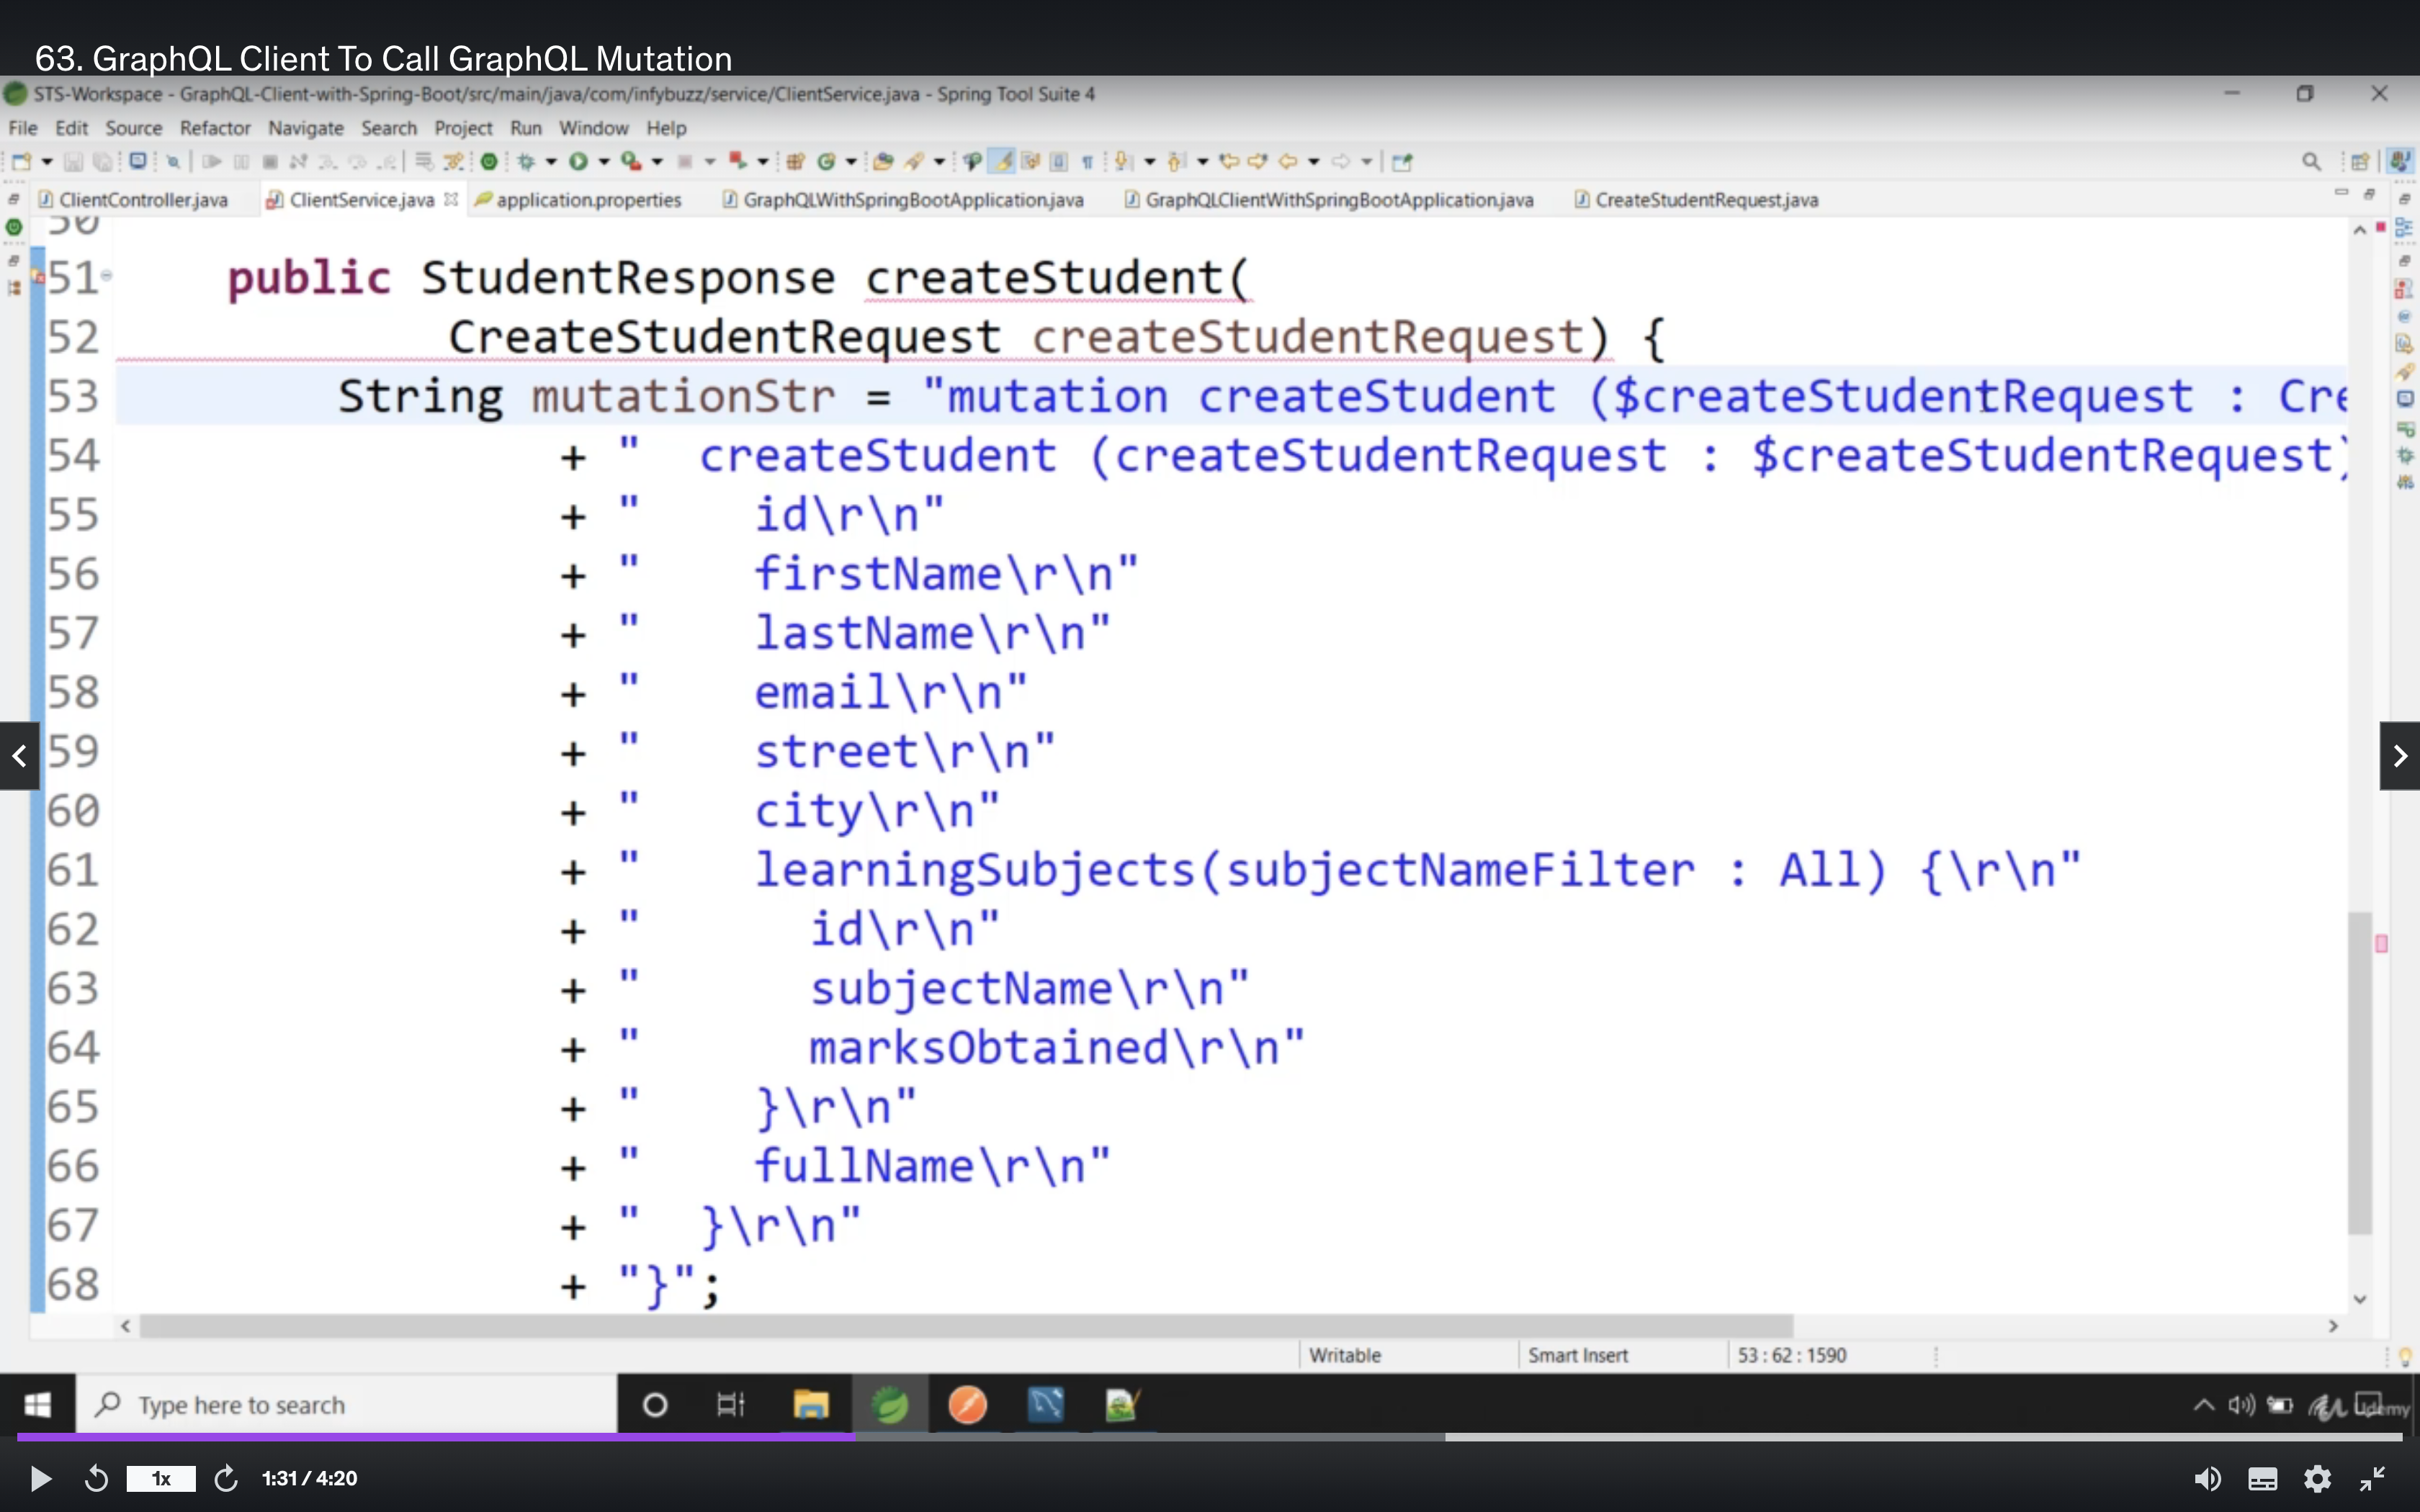 63. GraphQL Client To Call GraphQL Mutation
STS-Workspace - GraphQL-Client-with-Spring-Boot/src/main/java/com/infybuzz/service/ClientService.java - Spring Tool Suite 4
File Edit Source Refactor Navigate Search Project Run Window Help
ClientController.java ClientService.java application.properties GraphQLWithSpringBootApplication.java GraphQLClientWithSpringBootApplication.java CreateStudentRequest.java
50
51 public StudentResponse createStudent(
52 CreateStudentRequest createStudentRequest) {
53 String mutationStr = "mutation createStudent ($createStudentRequest : Cre
54 + "  createStudent (createStudentRequest : $createStudentRequest)
55 + "    id\r\n"
56 + "    firstName\r\n"
57 + "    lastName\r\n"
58 + "    email\r\n"
59 + "    street\r\n"
60 + "    city\r\n"
61 + "    learningSubjects(subjectNameFilter : All) {\r\n"
62 + "      id\r\n"
63 + "      subjectName\r\n"
64 + "      marksObtained\r\n"
65 + "    }\r\n"
66 + "    fullName\r\n"
67 + "  }\r\n"
68 + "}";
Writable Smart Insert 53 : 62 : 1590
Type here to search
Udemy
1x 1:31 / 4:20